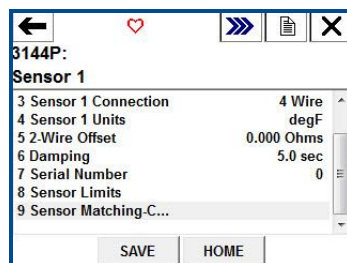 3144P:
Sensor 1
3 Sensor 1 Connection 4 Wire
4 Sensor 1 Units degF
5 2-Wire Offset 0.000 Ohms
6 Damping 5.0 sec
7 Serial Number 0
8 Sensor Limits
9 Sensor Matching-C...
SAVE HOME